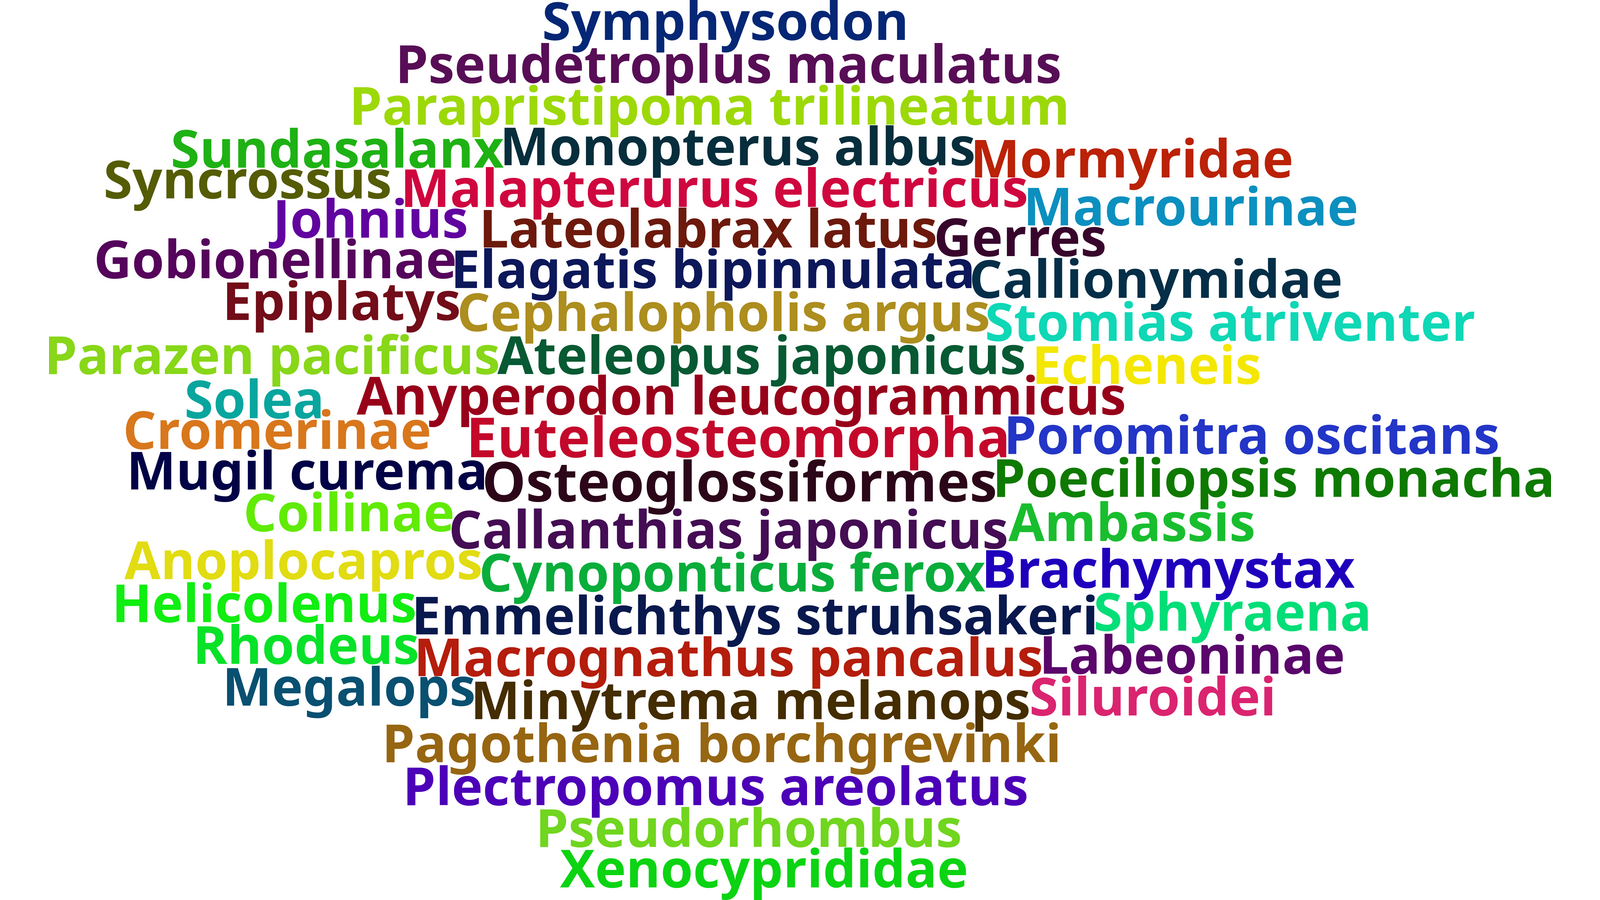 Symphysodon
Pseudetroplus maculatus
Parapristipoma trilineatum
Sundasalanx Monopterus albus Mormyridae
Syncrossus Malapterurus electricus Macrourinae
Johnius Lateolabrax latus Gerres
Gobionellinae Elagatis bipinnulata Callionymidae
Epiplatys Cephalopholis argus Stomias atriventer
Parazen pacificus Ateleopus japonicus Echeneis
Solea Anyperodon leucogrammicus
Cromerinae Euteleosteomorpha Poromitra oscitans
Mugil curema Osteoglossiformes Poeciliopsis monacha
Coilinae Callanthias japonicus Ambassis
Anoplocapros Cynoponticus ferox Brachymystax
Helicolenus Emmelichthys struhsakeri Sphyraena
Rhodeus Macrognathus pancalus Labeoninae
Megalops Minytrema melanops Siluroidei
Pagothenia borchgrevinki
Plectropomus areolatus
Pseudorhombus
Xenocyprididae